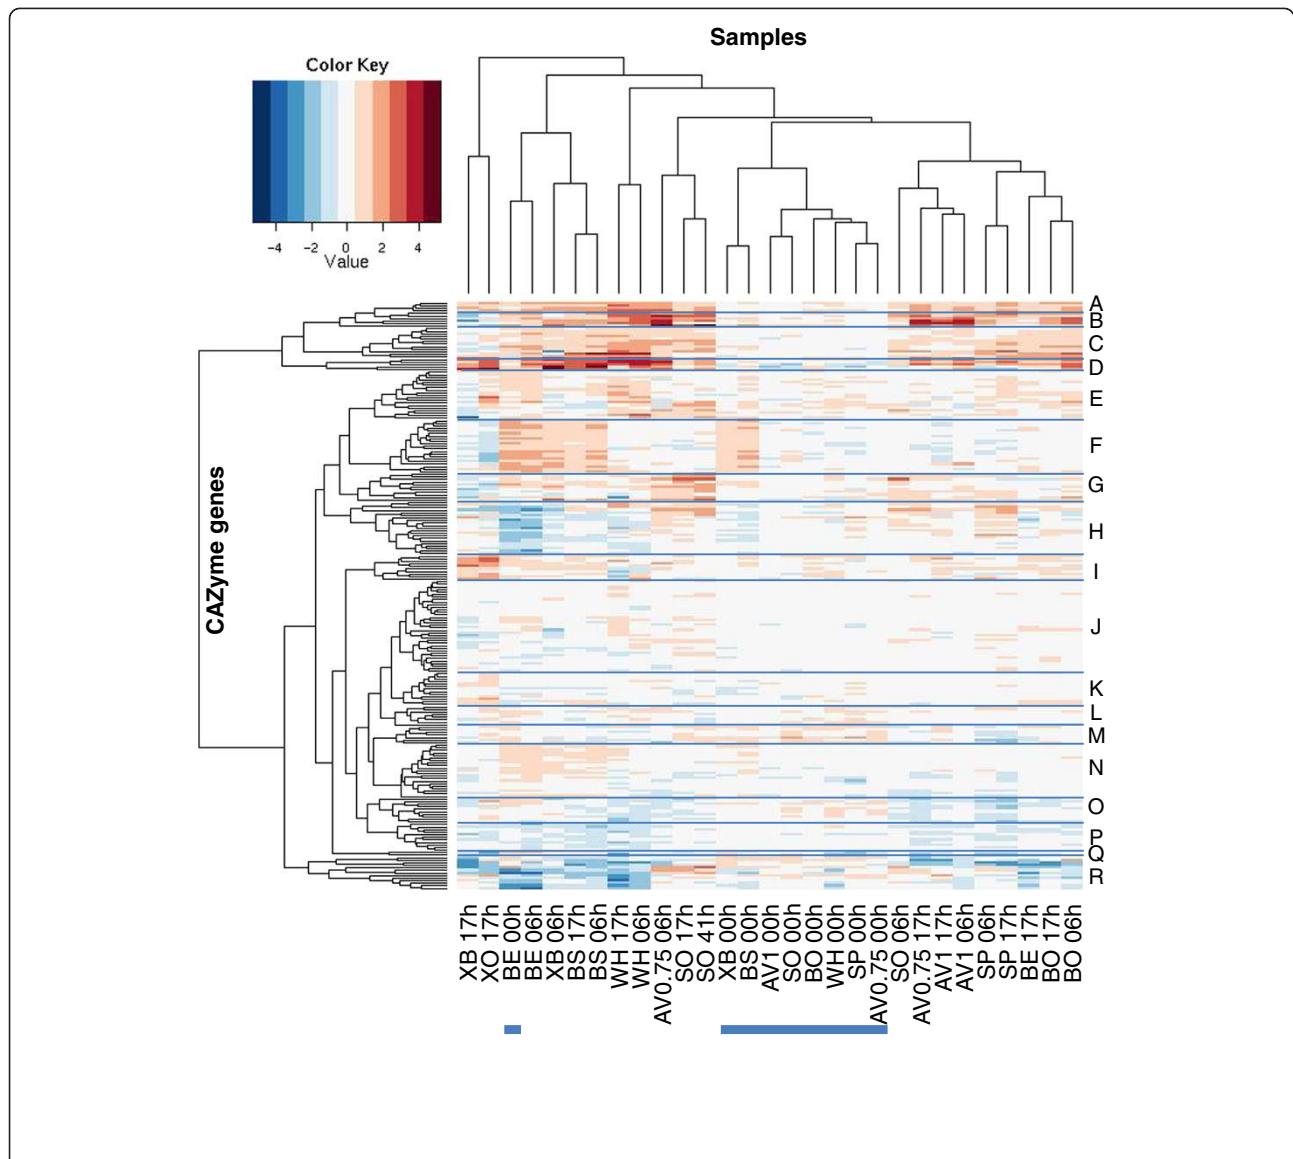 Samples
Color Key
−4 −2 0 2 4
Value
CAZyme genes
A
B
C
D
E
F
G
H
I
J
K
L
M
N
O
P
Q
R
XB 17h
XO 17h
BE 00h
BE 06h
XB 06h
BS 17h
BS 06h
WH 17h
WH 06h
AV0.75 06h
SO 17h
SO 41h
XB 00h
BS 00h
AV1 00h
SO 00h
BO 00h
WH 00h
SP 00h
AV0.75 00h
SO 06h
AV0.75 17h
AV1 17h
AV1 06h
SP 06h
SP 17h
BE 17h
BO 17h
BO 06h